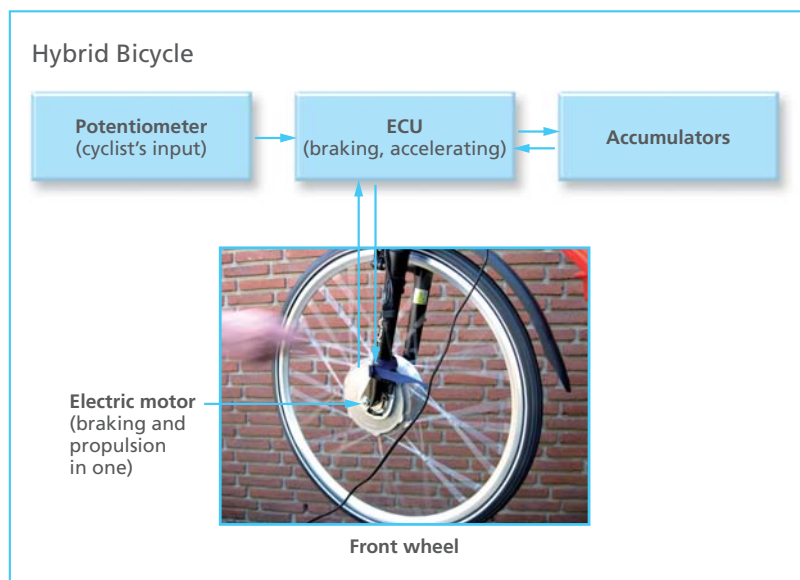 Hybrid Bicycle
Potentiometer
(cyclist's input)
ECU
(braking, accelerating)
Accumulators
Electric motor
(braking and
propulsion
in one)
Front wheel